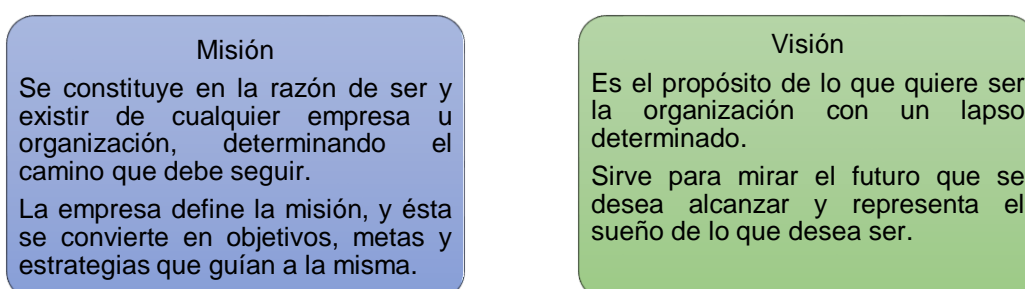 Misión
Se constituye en la razón de ser y
existir de cualquier empresa u
organización, determinando el
camino que debe seguir.
La empresa define la misión, y ésta
se convierte en objetivos, metas y
estrategias que guían a la misma.
Visión
Es el propósito de lo que quiere ser
la organización con un lapso
determinado.
Sirve para mirar el futuro que se
desea alcanzar y representa el
sueño de lo que desea ser.